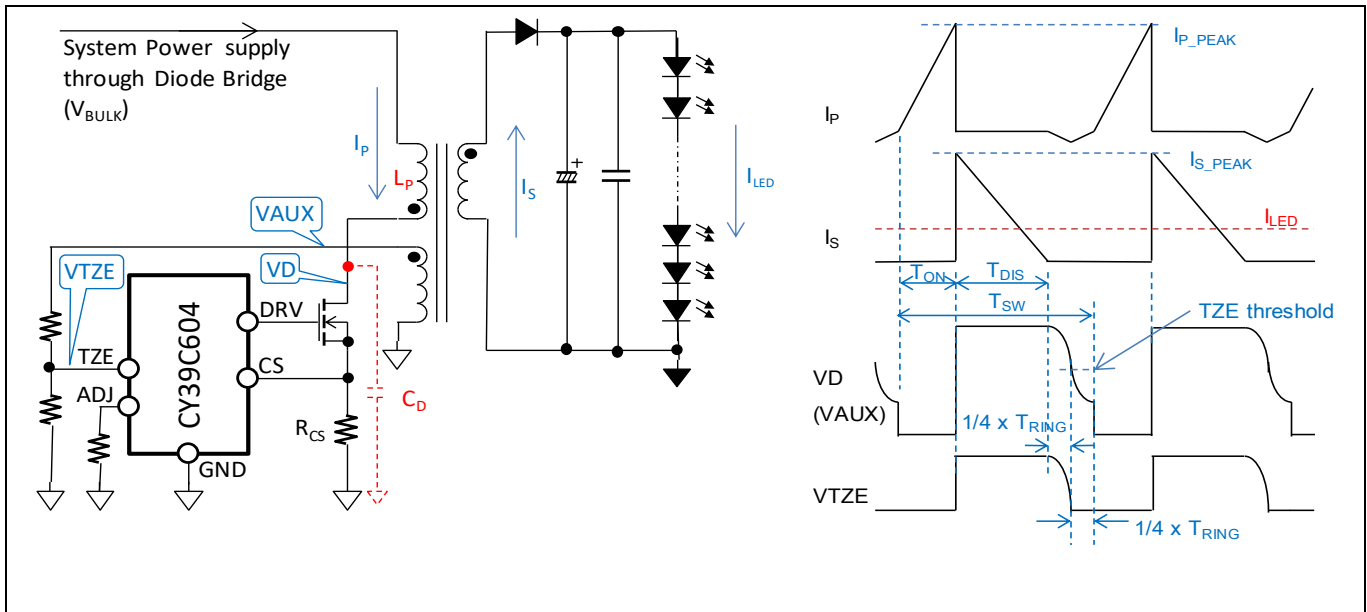 System Power supply
through Diode Bridge
(VBULK)
IP
LP
IS
ILED
VAUX
VD
VTZE
DRV
TZE
CS
ADJ
CY39C604
GND
RCS
CD
+
IP_PEAK
IP
IS_PEAK
ILED
IS
TON
TDIS
TSW
TZE threshold
VD
(VAUX)
1/4 x TRING
VTZE
1/4 x TRING